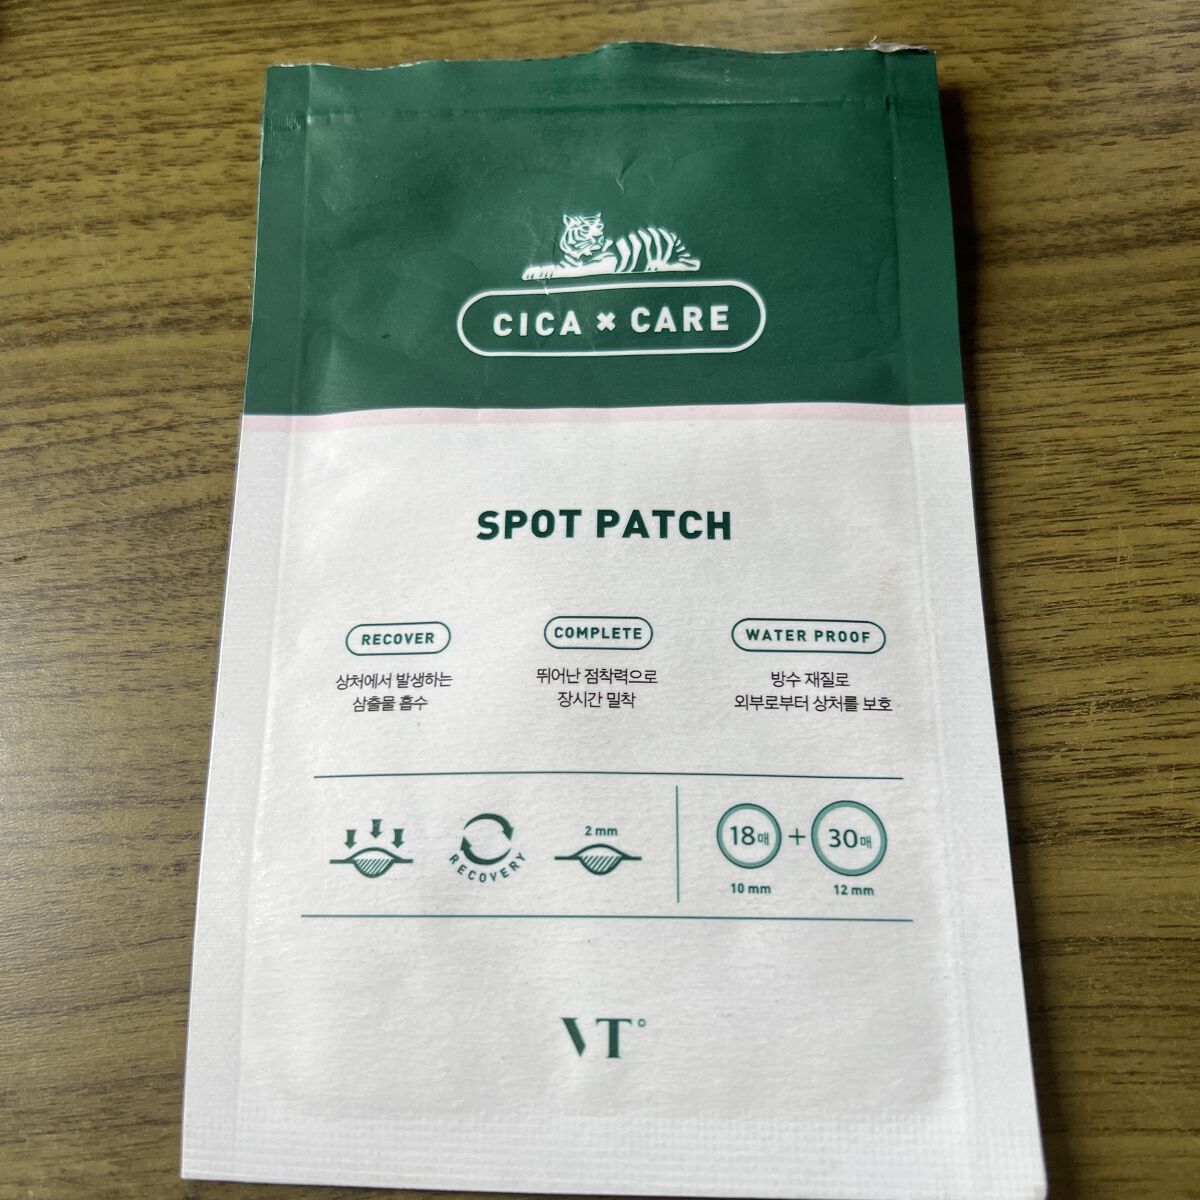 CICA × CARE
SPOT PATCH
RECOVER
상처에서 발생하는
삼출물 흡수
COMPLETE
뛰어난 점착력으로
장시간 밀착
WATER PROOF
방수 재질로
외부로부터 상처를 보호
RECOVERY
2 mm
18매 + 30매
10 mm
12 mm
VT°